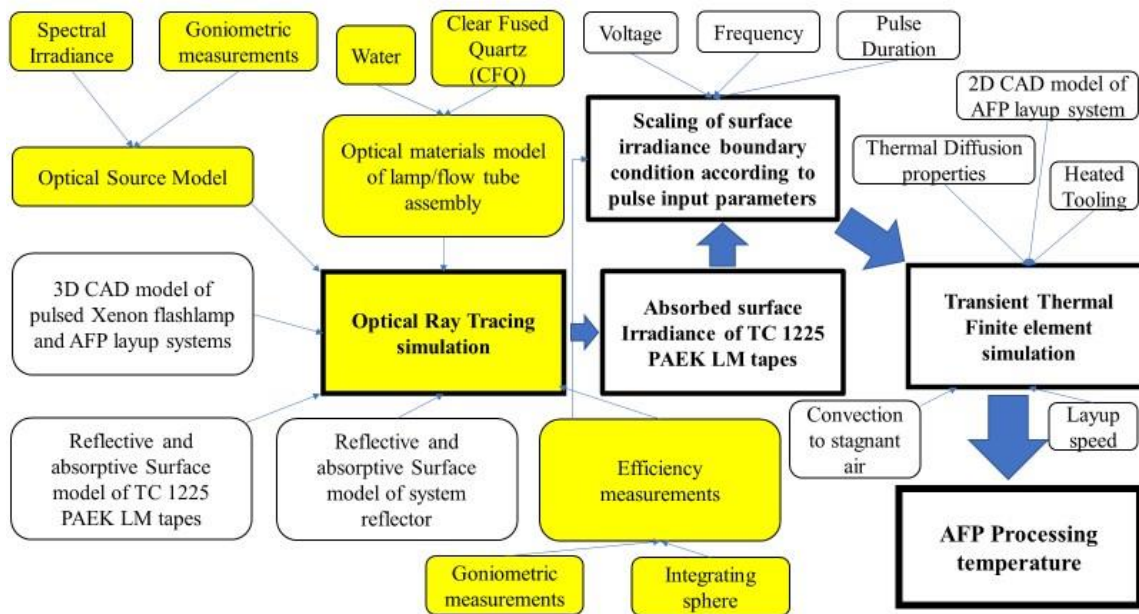 Spectral
Irradiance
Goniometric
measurements
Water
Clear Fused
Quartz
(CFQ)
Voltage
Frequency
Pulse
Duration
2D CAD model of
AFP layup system
Optical Source Model
Optical materials model
of lamp/flow tube
assembly
Scaling of surface
irradiance boundary
condition according to
pulse input parameters
Thermal Diffusion
properties
Heated
Tooling
3D CAD model of
pulsed Xenon flashlamp
and AFP layup systems
Optical Ray Tracing
simulation
Absorbed surface
Irradiance of TC 1225
PAEK LM tapes
Transient Thermal
Finite element
simulation
Reflective and
absorptive Surface
model of TC 1225
PAEK LM tapes
Reflective and
absorptive Surface
model of system
reflector
Efficiency
measurements
Convection
to stagnant
air
Layup
speed
Goniometric
measurements
Integrating
sphere
AFP Processing
temperature